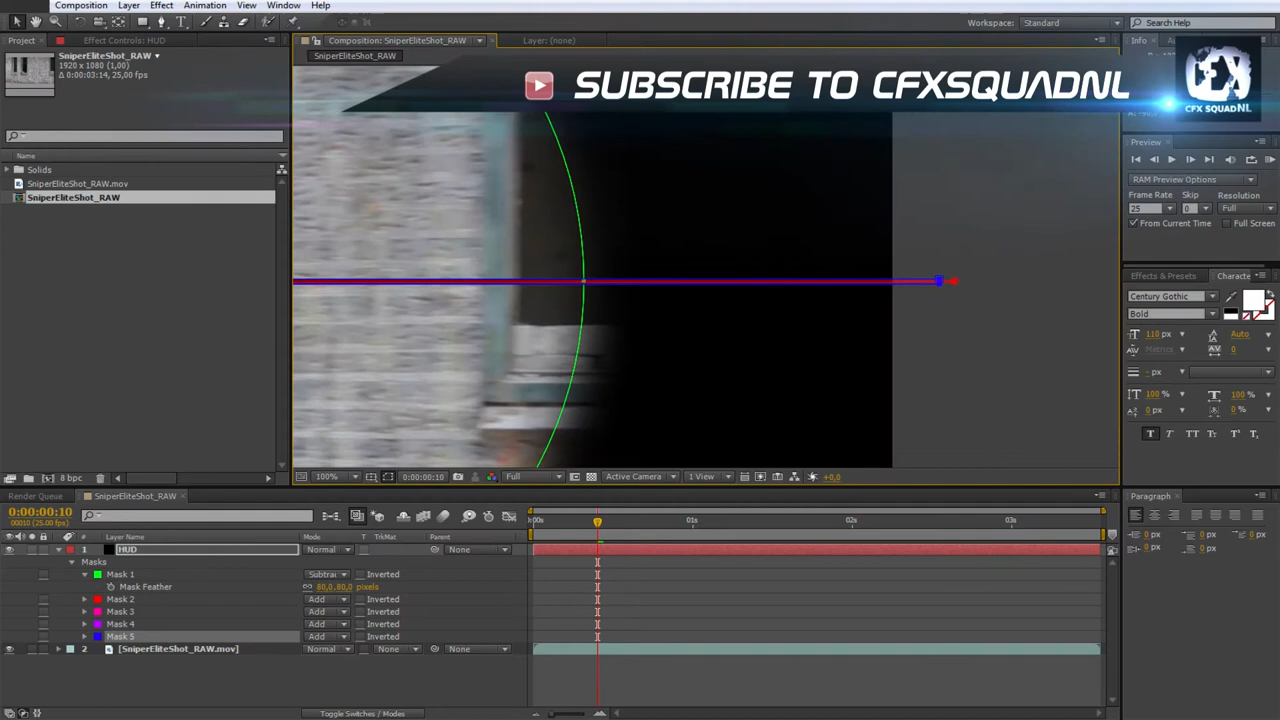 Composition Layer Effect Animation View Window Help
Workspace: Standard Search Help
Project Effect Controls: HUD Composition: SniperEliteShot_RAW Layer: (none) Info
SniperEliteShot_RAW
SniperEliteShot_RAW
1920 x 1080 (1,00)
Δ 0:00:03:14, 25,00 fps
SUBSCRIBE TO CFXSQUADNL
CFX SQUADNL
Preview
RAM Preview Options
Frame Rate Skip Resolution
25 0 Full
From Current Time Full Screen
Name
Solids
SniperEliteShot_RAW.mov
SniperEliteShot_RAW
Effects & Presets Characte
Century Gothic
Bold
110 px Auto
Metrics 0
- px
100 % 100 %
0 px 0 %
T T TT Tr T¹ T₁
8 bpc 100% 0:00:00:10 Full Active Camera 1 View +0,0
Render Queue SniperEliteShot_RAW Paragraph
0:00:00:10
00010 (25.00 fps)
0:00s 01s 02s 03s
# Layer Name Mode T TrkMat Parent
1 HUD Normal None
Masks
Mask 1 Subtrac Inverted
Mask Feather 80,0,80,0 pixels
Mask 2 Add Inverted
Mask 3 Add Inverted
Mask 4 Add Inverted
Mask 5 Add Inverted
2 [SniperEliteShot_RAW.mov] Normal None None
0 px 0 px 0 px
0 px 0 px
Toggle Switches / Modes